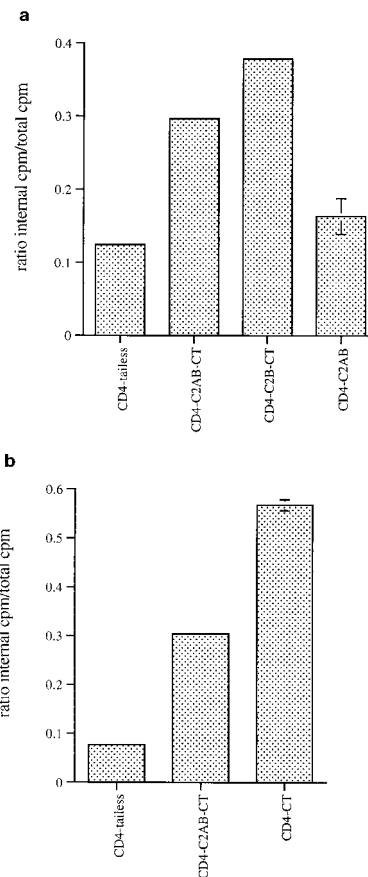 a
ratio internal cpm/total cpm
0.4
0.3
0.2
0.1
0
CD4-tailess
CD4-C2AB-CT
CD4-C2B-CT
CD4-C2AB
b
ratio internal cpm/total cpm
0.6
0.5
0.4
0.3
0.2
0.1
0
CD4-tailess
CD4-C2AB-CT
CD4-CT